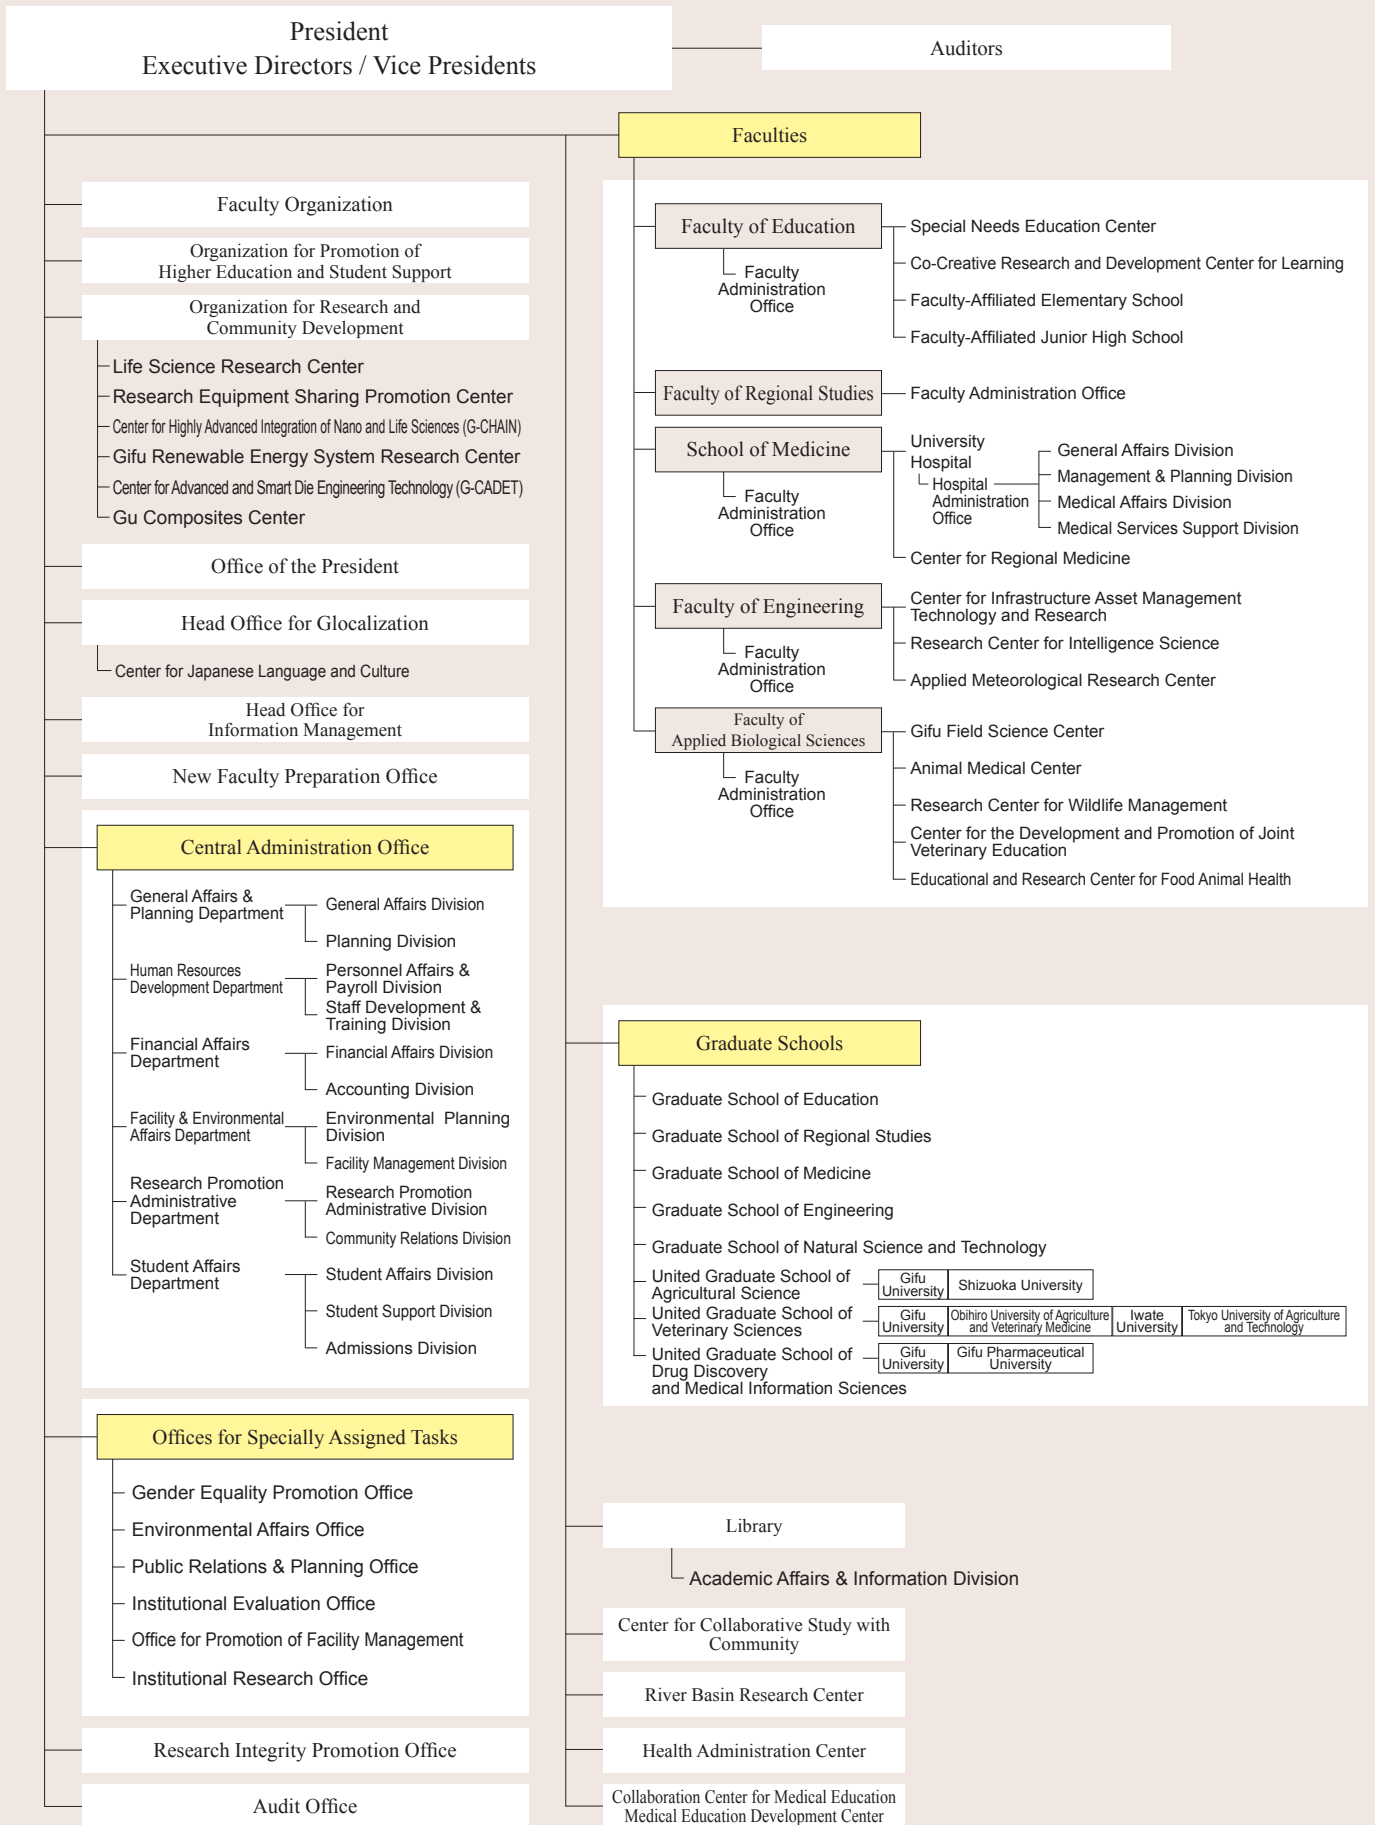 President
Executive Directors / Vice Presidents
Auditors
Faculty Organization
Organization for Promotion of
Higher Education and Student Support
Organization for Research and
Community Development
Life Science Research Center
Research Equipment Sharing Promotion Center
Center for Highly Advanced Integration of Nano and Life Sciences (G-CHAIN)
Gifu Renewable Energy System Research Center
Center for Advanced and Smart Die Engineering Technology (G-CADET)
Gu Composites Center
Office of the President
Head Office for Glocalization
Center for Japanese Language and Culture
Head Office for
Information Management
New Faculty Preparation Office
Central Administration Office
General Affairs &
Planning Department
General Affairs Division
Planning Division
Human Resources
Development Department
Personnel Affairs &
Payroll Division
Staff Development &
Training Division
Financial Affairs
Department
Financial Affairs Division
Accounting Division
Facility & Environmental
Affairs Department
Environmental Planning
Division
Facility Management Division
Research Promotion
Administrative
Department
Research Promotion
Administrative Division
Community Relations Division
Student Affairs
Department
Student Affairs Division
Student Support Division
Admissions Division
Offices for Specially Assigned Tasks
Gender Equality Promotion Office
Environmental Affairs Office
Public Relations & Planning Office
Institutional Evaluation Office
Office for Promotion of Facility Management
Institutional Research Office
Research Integrity Promotion Office
Audit Office
Faculties
Faculty of Education
Faculty
Administration
Office
Special Needs Education Center
Co-Creative Research and Development Center for Learning
Faculty-Affiliated Elementary School
Faculty-Affiliated Junior High School
Faculty of Regional Studies
Faculty Administration Office
School of Medicine
Faculty
Administration
Office
University
Hospital
Hospital
Administration
Office
General Affairs Division
Management & Planning Division
Medical Affairs Division
Medical Services Support Division
Center for Regional Medicine
Faculty of Engineering
Faculty
Administration
Office
Center for Infrastructure Asset Management
Technology and Research
Research Center for Intelligence Science
Applied Meteorological Research Center
Faculty of
Applied Biological Sciences
Faculty
Administration
Office
Gifu Field Science Center
Animal Medical Center
Research Center for Wildlife Management
Center for the Development and Promotion of Joint
Veterinary Education
Educational and Research Center for Food Animal Health
Graduate Schools
Graduate School of Education
Graduate School of Regional Studies
Graduate School of Medicine
Graduate School of Engineering
Graduate School of Natural Science and Technology
United Graduate School of
Agricultural Science
Gifu
University
Shizuoka University
United Graduate School of
Veterinary Sciences
Gifu
University
Obihiro University of Agriculture
and Veterinary Medicine
Iwate
University
Tokyo University of Agriculture
and Technology
United Graduate School of
Drug Discovery
and Medical Information Sciences
Gifu
University
Gifu Pharmaceutical
University
Library
Academic Affairs & Information Division
Center for Collaborative Study with
Community
River Basin Research Center
Health Administration Center
Collaboration Center for Medical Education
Medical Education Development Center